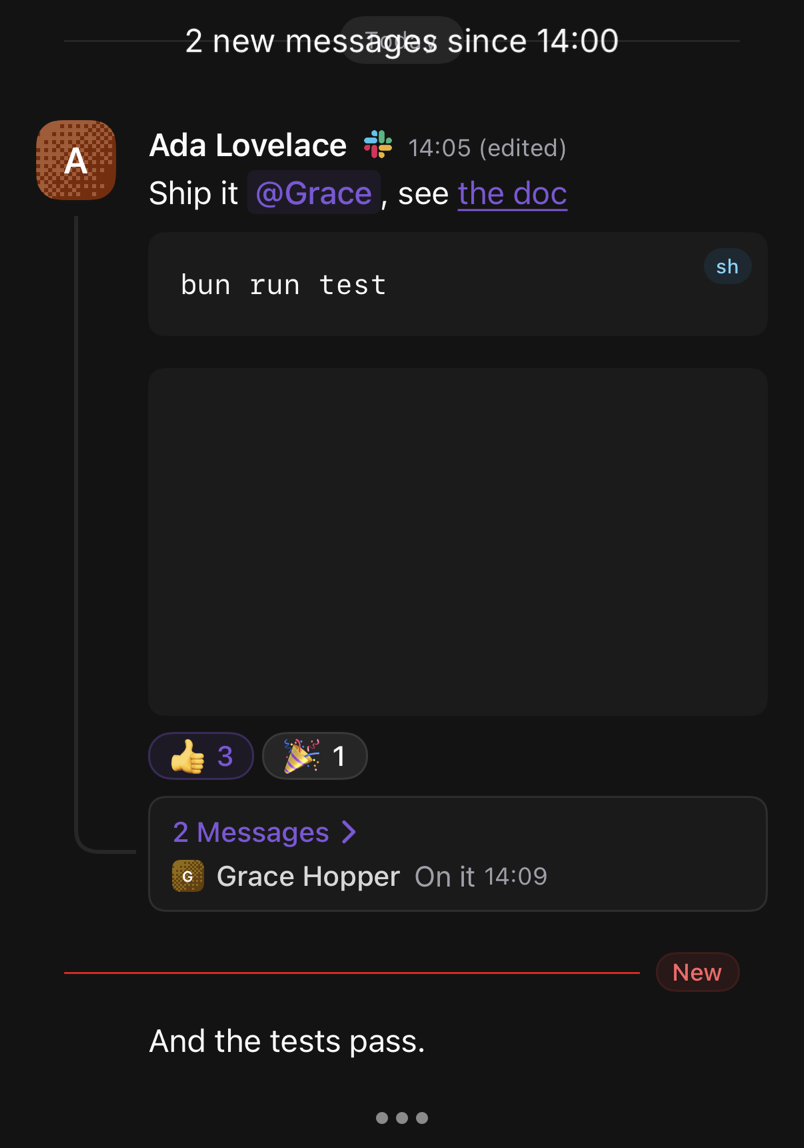 2 new messages since 14:00
Today
A
Ada Lovelace 14:05 (edited)
Ship it @Grace, see the doc
sh
bun run test
👍 3 🎉 1
2 Messages
G Grace Hopper On it 14:09
New
And the tests pass.